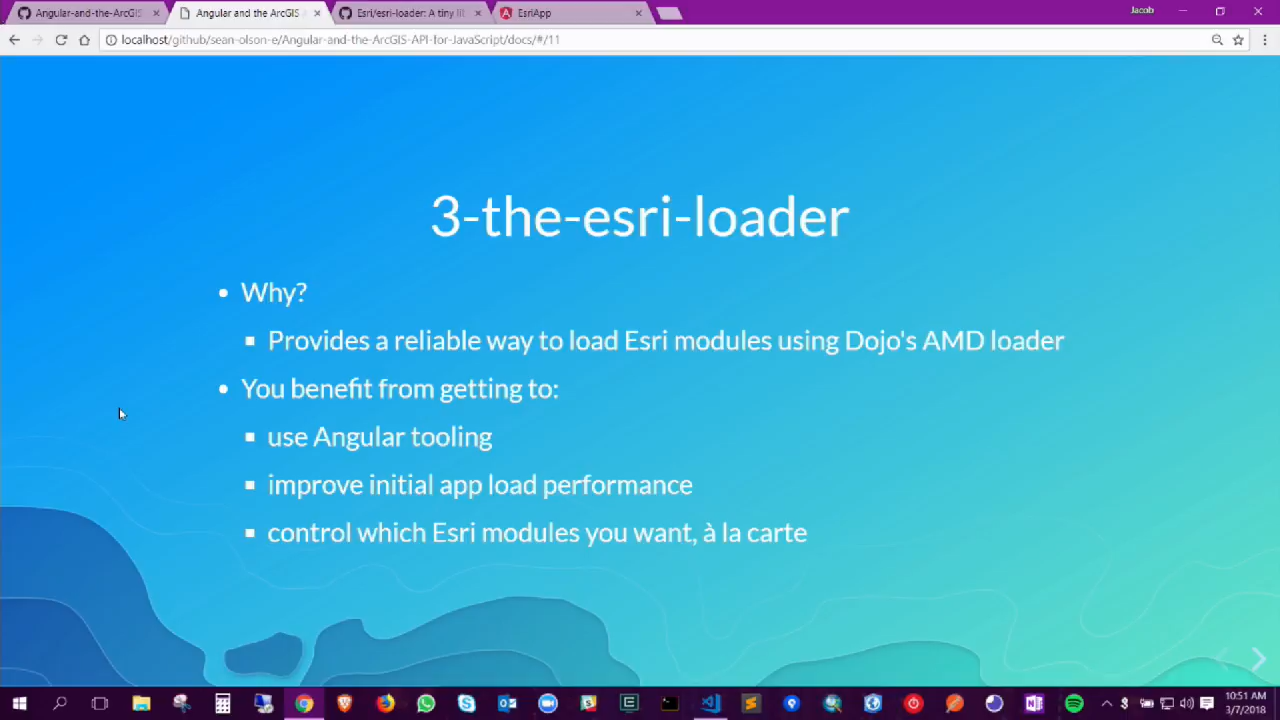 Angular-and-the-ArcGIS
Angular and the ArcGIS
Esri/esri-loader: A tiny lib
EsriApp
Jacob
localhost/github/sean-olson-e/Angular-and-the-ArcGIS-API-for-JavaScript/docs/#/11
3-the-esri-loader
Why?
Provides a reliable way to load Esri modules using Dojo's AMD loader
You benefit from getting to:
use Angular tooling
improve initial app load performance
control which Esri modules you want, à la carte
10:51 AM
3/7/2018